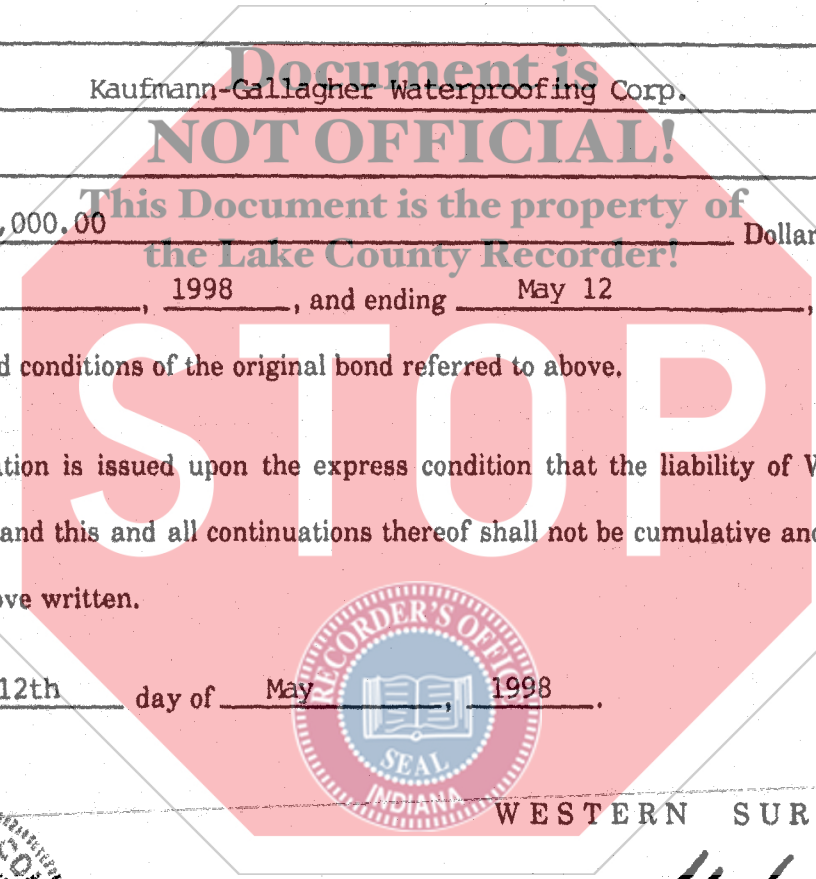 Document is
Kaufmann-Gallagher Waterproofing Corp.
NOT OFFICIAL!
This Document is the property of
,000.00 Dollar
the Lake County Recorder!
, 1998 , and ending May 12 ,
STOP
d conditions of the original bond referred to above.
ation is issued upon the express condition that the liability of W
and this and all continuations thereof shall not be cumulative and
ove written.
RECORDER'S OFFICE
12th day of May , 1998 .
SEAL
INDIANA
WESTERN SUR